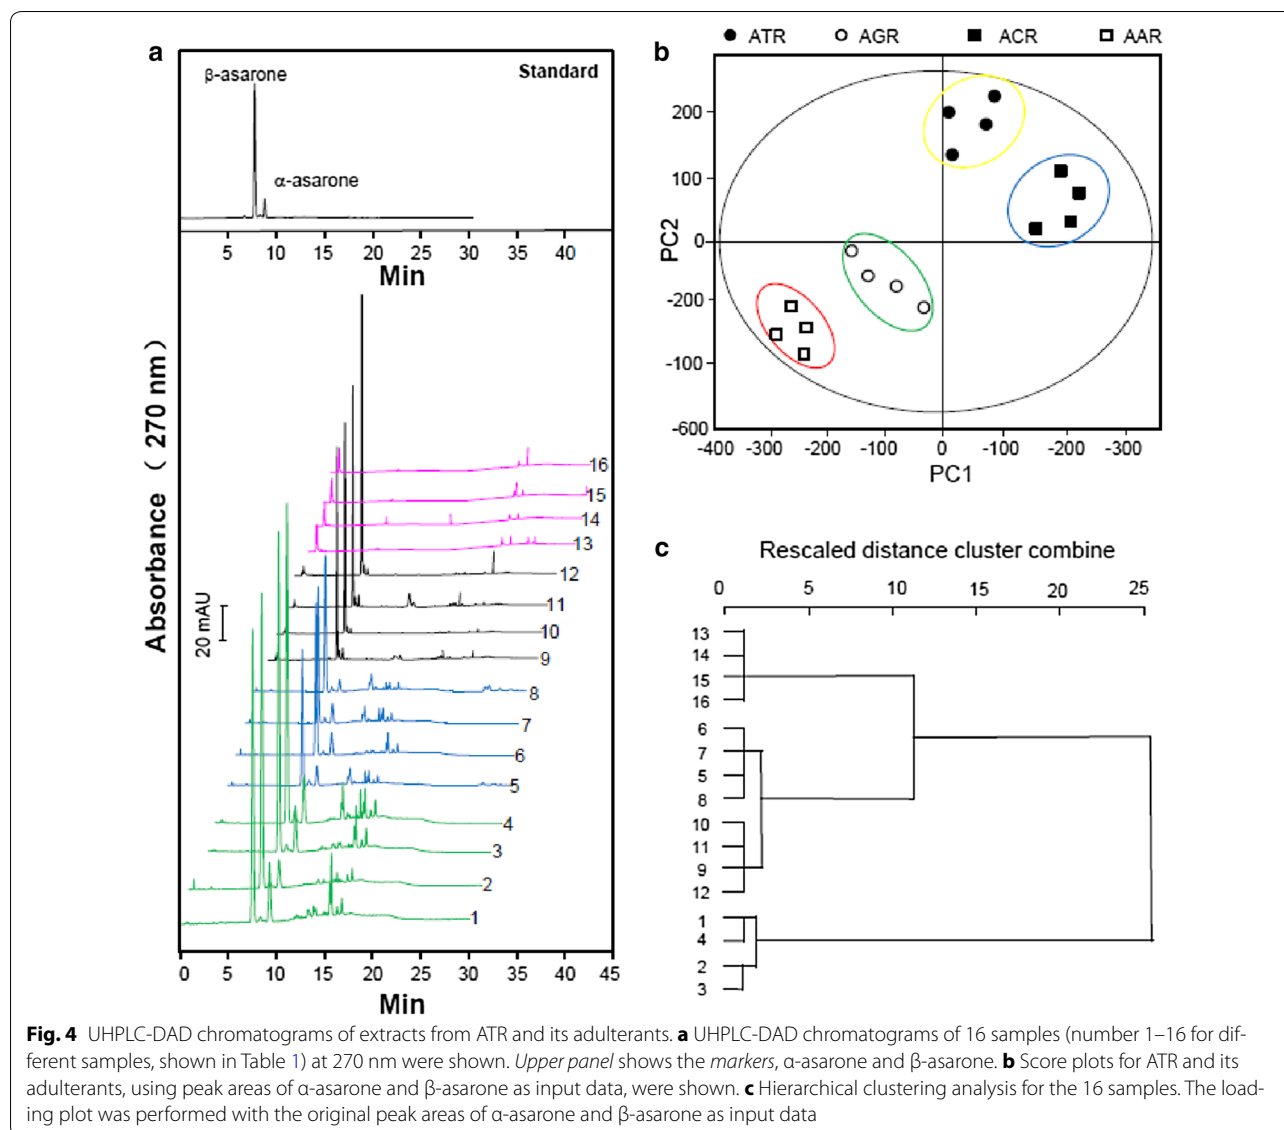 a
Standard
β-asarone
α-asarone
5 10 15 20 25 30 35 40
Min
Absorbance ( 270 nm)
20 mAU
16
15
14
13
12
11
10
9
8
7
6
5
4
3
2
1
0 5 10 15 20 25 30 35 40 45
Min
b
ATR AGR ACR AAR
PC2
200
100
0
-200
-100
-600
-400 -300 -200 -100 0 -100 -200 -300
PC1
c
Rescaled distance cluster combine
0 5 10 15 20 25
13
14
15
16
6
7
5
8
10
11
9
12
1
4
2
3
Fig. 4 UHPLC-DAD chromatograms of extracts from ATR and its adulterants. a UHPLC-DAD chromatograms of 16 samples (number 1–16 for dif-
ferent samples, shown in Table 1) at 270 nm were shown. Upper panel shows the markers, α-asarone and β-asarone. b Score plots for ATR and its
adulterants, using peak areas of α-asarone and β-asarone as input data, were shown. c Hierarchical clustering analysis for the 16 samples. The load-
ing plot was performed with the original peak areas of α-asarone and β-asarone as input data